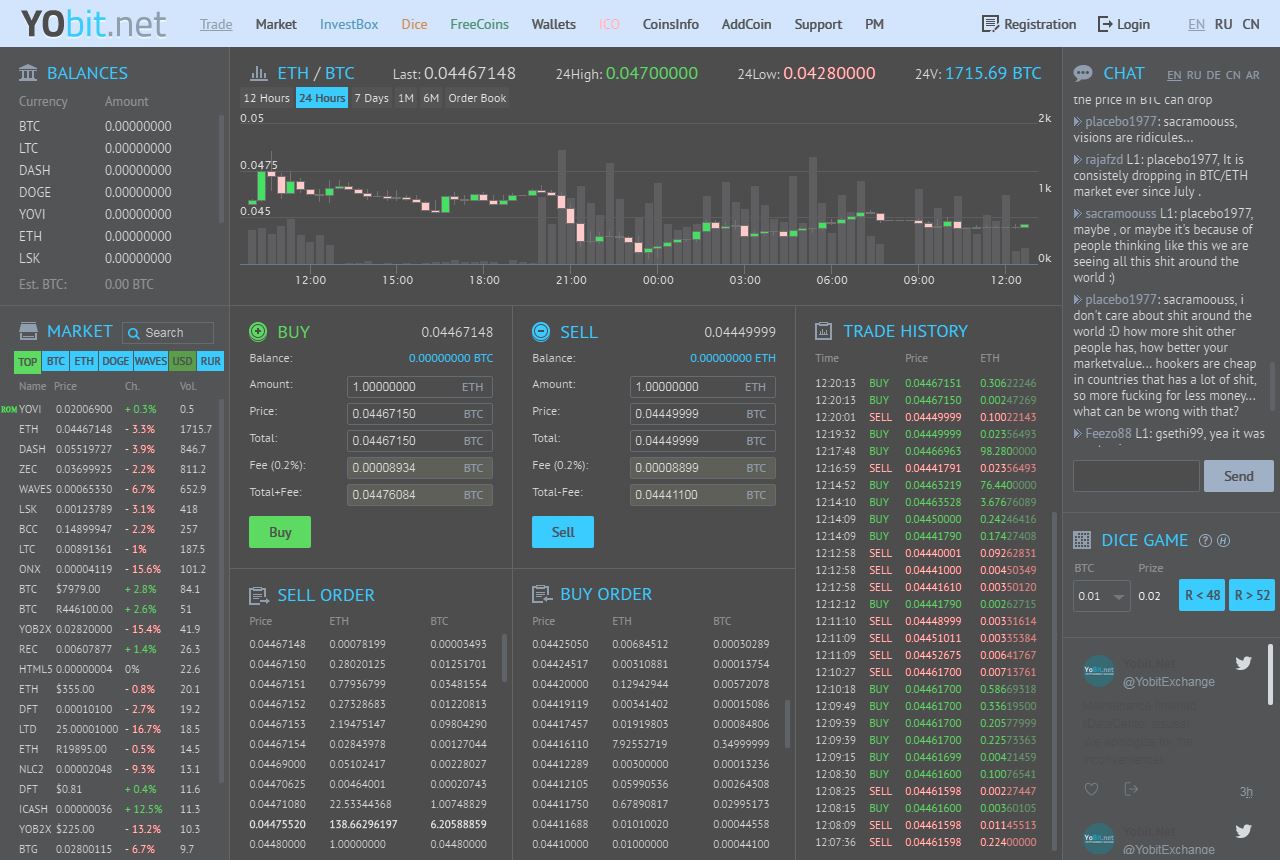 YObit.net Trade Market InvestBox Dice FreeCoins Wallets ICO CoinsInfo AddCoin Support PM Registration Login EN RU CN
BALANCES
Currency Amount
BTC 0.00000000
LTC 0.00000000
DASH 0.00000000
DOGE 0.00000000
YOVI 0.00000000
ETH 0.00000000
LSK 0.00000000
Est. BTC: 0.00 BTC
ETH / BTC Last: 0.04467148 24High: 0.04700000 24Low: 0.04280000 24V: 1715.69 BTC
12 Hours 24 Hours 7 Days 1M 6M Order Book
0.05 2k
0.0475
1k
0.045
0k
12:00 15:00 18:00 21:00 00:00 03:00 06:00 09:00 12:00
CHAT EN RU DE CN AR
the price in BTC can drop
placebo1977: sacramoouss,
visions are ridicules...
rajafzd L1: placebo1977, It is
consistely dropping in BTC/ETH
market ever since July .
sacramoouss L1: placebo1977,
maybe , or maybe it's because of
people thinking like this we are
seeing all this shit around the
world :)
placebo1977: sacramoouss, i
don't care about shit around the
world :D how more shit other
people has, how better your
marketvalue... hookers are cheap
in countries that has a lot of shit,
so more fucking for less money...
what can be wrong with that?
Feezo88 L1: gsethi99, yea it was
Send
MARKET Search
TOP BTC ETH DOGE WAVES USD RUR
Name Price Ch. Vol.
ROM YOVI 0.02006900 + 0.3% 0.5
ETH 0.04467148 - 3.3% 1715.7
DASH 0.05519727 - 3.9% 846.7
ZEC 0.03699925 - 2.2% 811.2
WAVES 0.00065330 - 6.7% 652.9
LSK 0.00123789 - 3.1% 418
BCC 0.14899947 - 2.2% 257
LTC 0.00891361 - 1% 187.5
ONX 0.00004119 - 15.6% 101.2
BTC $7979.00 + 2.8% 84.1
BTC R446100.00 + 2.6% 51
YOB2X 0.02820000 - 15.4% 41.9
REC 0.00607877 + 1.4% 26.3
HTML5 0.00000004 0% 22.6
ETH $355.00 - 0.8% 20.1
DFT 0.00010100 - 2.7% 19.2
LTD 25.00001000 - 16.7% 18.5
ETH R19895.00 - 0.5% 14.5
NLC2 0.00002048 - 9.3% 13.1
DFT $0.81 + 0.4% 11.6
ICASH 0.00000036 + 12.5% 11.3
YOB2X $225.00 - 13.2% 10.3
BTG 0.02800115 - 6.7% 9.7
BUY 0.04467148
Balance: 0.00000000 BTC
Amount: 1.00000000 ETH
Price: 0.04467150 BTC
Total: 0.04467150 BTC
Fee (0.2%): 0.00008934 BTC
Total+Fee: 0.04476084 BTC
Buy
SELL 0.04449999
Balance: 0.00000000 ETH
Amount: 1.00000000 ETH
Price: 0.04449999 BTC
Total: 0.04449999 BTC
Fee (0.2%): 0.00008899 BTC
Total-Fee: 0.04441100 BTC
Sell
SELL ORDER
Price ETH BTC
0.04467148 0.00078199 0.00003493
0.04467150 0.28020125 0.01251701
0.04467151 0.77936799 0.03481554
0.04467152 0.27328683 0.01220813
0.04467153 2.19475147 0.09804290
0.04467154 0.02843978 0.00127044
0.04469000 0.05102417 0.00228027
0.04470625 0.00464001 0.00020743
0.04471080 22.53344368 1.00748829
0.04475520 138.66296197 6.20588859
0.04480000 1.00000000 0.04480000
BUY ORDER
Price ETH BTC
0.04425050 0.00684512 0.00030289
0.04424517 0.00310881 0.00013754
0.04420000 0.12942944 0.00572078
0.04419119 0.00341402 0.00015086
0.04417457 0.01919803 0.00084806
0.04416110 7.92552719 0.34999999
0.04412289 0.00300000 0.00013236
0.04412105 0.05990536 0.00264308
0.04411750 0.67890817 0.02995173
0.04411688 0.01010020 0.00044558
0.04410000 0.01000000 0.00044100
TRADE HISTORY
Time Price ETH
12:20:13 BUY 0.04467151 0.30622246
12:20:13 BUY 0.04467150 0.00247269
12:20:01 SELL 0.04449999 0.10022143
12:19:32 BUY 0.04449999 0.02356493
12:17:48 BUY 0.04466963 98.2800000
12:16:59 SELL 0.04441791 0.02356493
12:14:52 BUY 0.04463219 76.4400000
12:14:10 BUY 0.04463528 3.67676089
12:14:09 BUY 0.04450000 0.24246416
12:14:09 BUY 0.04441790 0.17427408
12:12:58 SELL 0.04440001 0.09262831
12:12:58 SELL 0.04441000 0.00450349
12:12:58 SELL 0.04441610 0.00350120
12:12:12 BUY 0.04441790 0.00262715
12:11:10 SELL 0.04448999 0.00331614
12:11:09 SELL 0.04451011 0.00335384
12:11:09 SELL 0.04452675 0.00641767
12:10:27 SELL 0.04461700 0.00713761
12:10:18 BUY 0.04461700 0.58669318
12:09:49 BUY 0.04461700 0.33619500
12:09:39 BUY 0.04461700 0.20577999
12:09:39 BUY 0.04461700 0.22573363
12:09:15 BUY 0.04461699 0.00421459
12:08:30 BUY 0.04461600 0.10076541
12:08:25 SELL 0.04461598 0.00227447
12:08:15 BUY 0.04461600 0.00360105
12:08:09 SELL 0.04461598 0.01145513
12:07:36 SELL 0.04461598 0.22400000
DICE GAME ? H
BTC Prize
0.01 0.02 R < 48 R > 52
YoBit.net Yobit.Net
@YobitExchange
3h
YoBit.net Yobit.Net
@YobitExchange